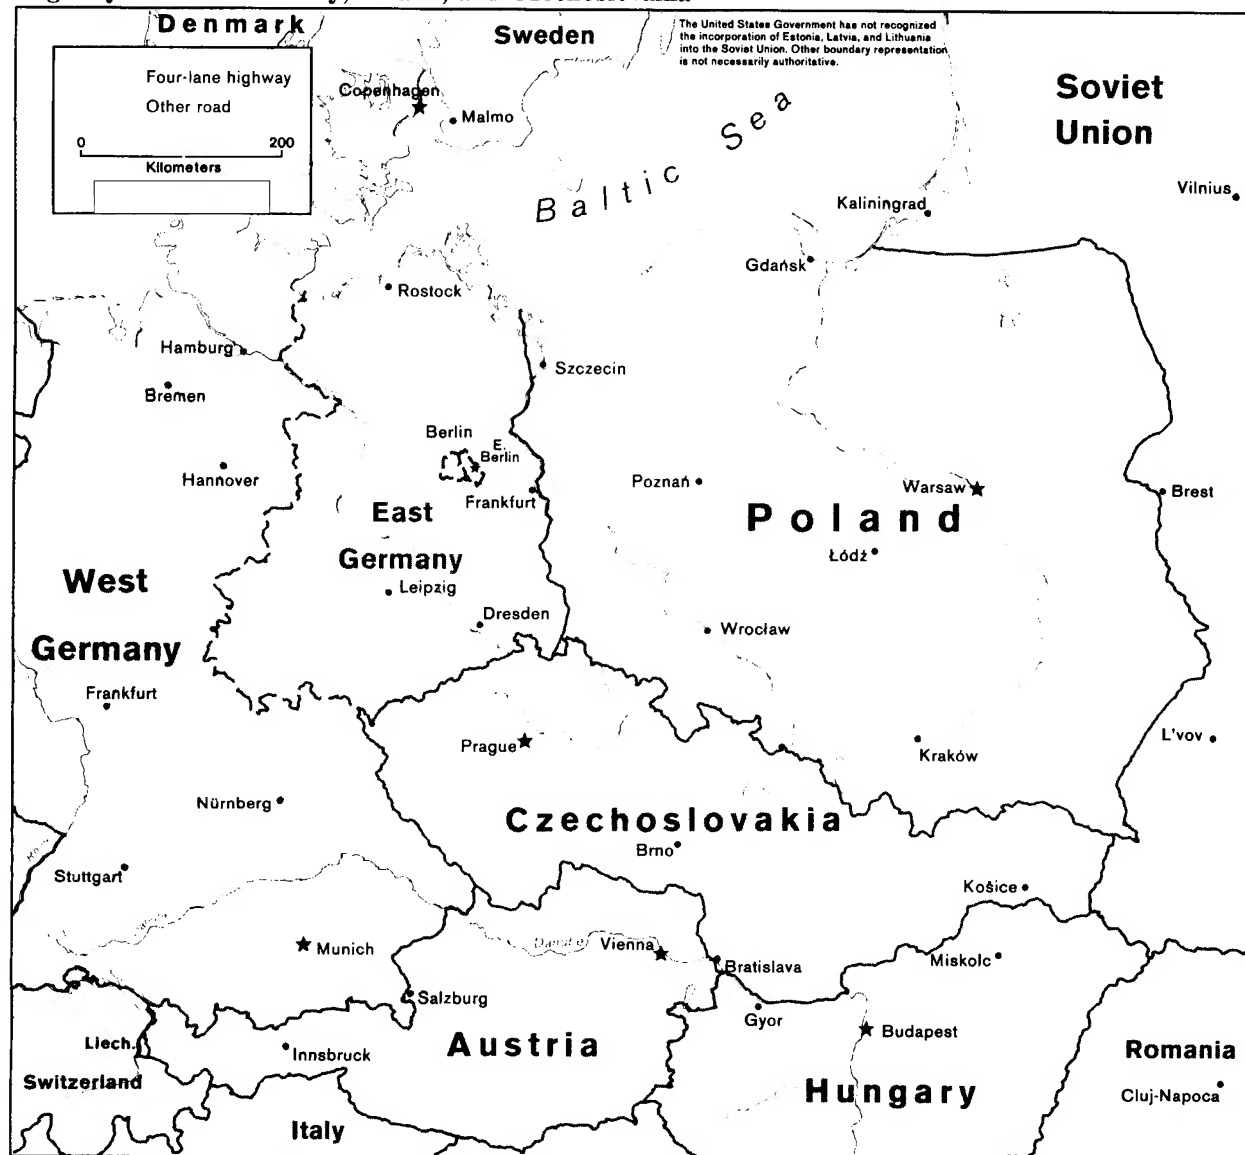 Denmark
Sweden
The United States Government has not recognized
the incorporation of Estonia, Latvia, and Lithuania
into the Soviet Union. Other boundary representation
is not necessarily authoritative.
Four-lane highway
Other road
0 200
Kilometers
Copenhagen
Malmo
Soviet
Union
Baltic Sea
Vilnius
Kaliningrad
Gdańsk
Rostock
Hamburg
Szczecin
Bremen
Berlin
E.
Berlin
Hannover
Poznań
Warsaw
Brest
Frankfurt
East
Germany
Poland
Łódź
West
Germany
Leipzig
Dresden
Wrocław
Frankfurt
Prague
Kraków
L'vov
Nürnberg
Czechoslovakia
Brno
Stuttgart
Košice
Munich
Danube
Vienna
Bratislava
Miskolc
Salzburg
Gyor
Budapest
Liech.
Innsbruck
Austria
Romania
Switzerland
Hungary
Cluj-Napoca
Italy